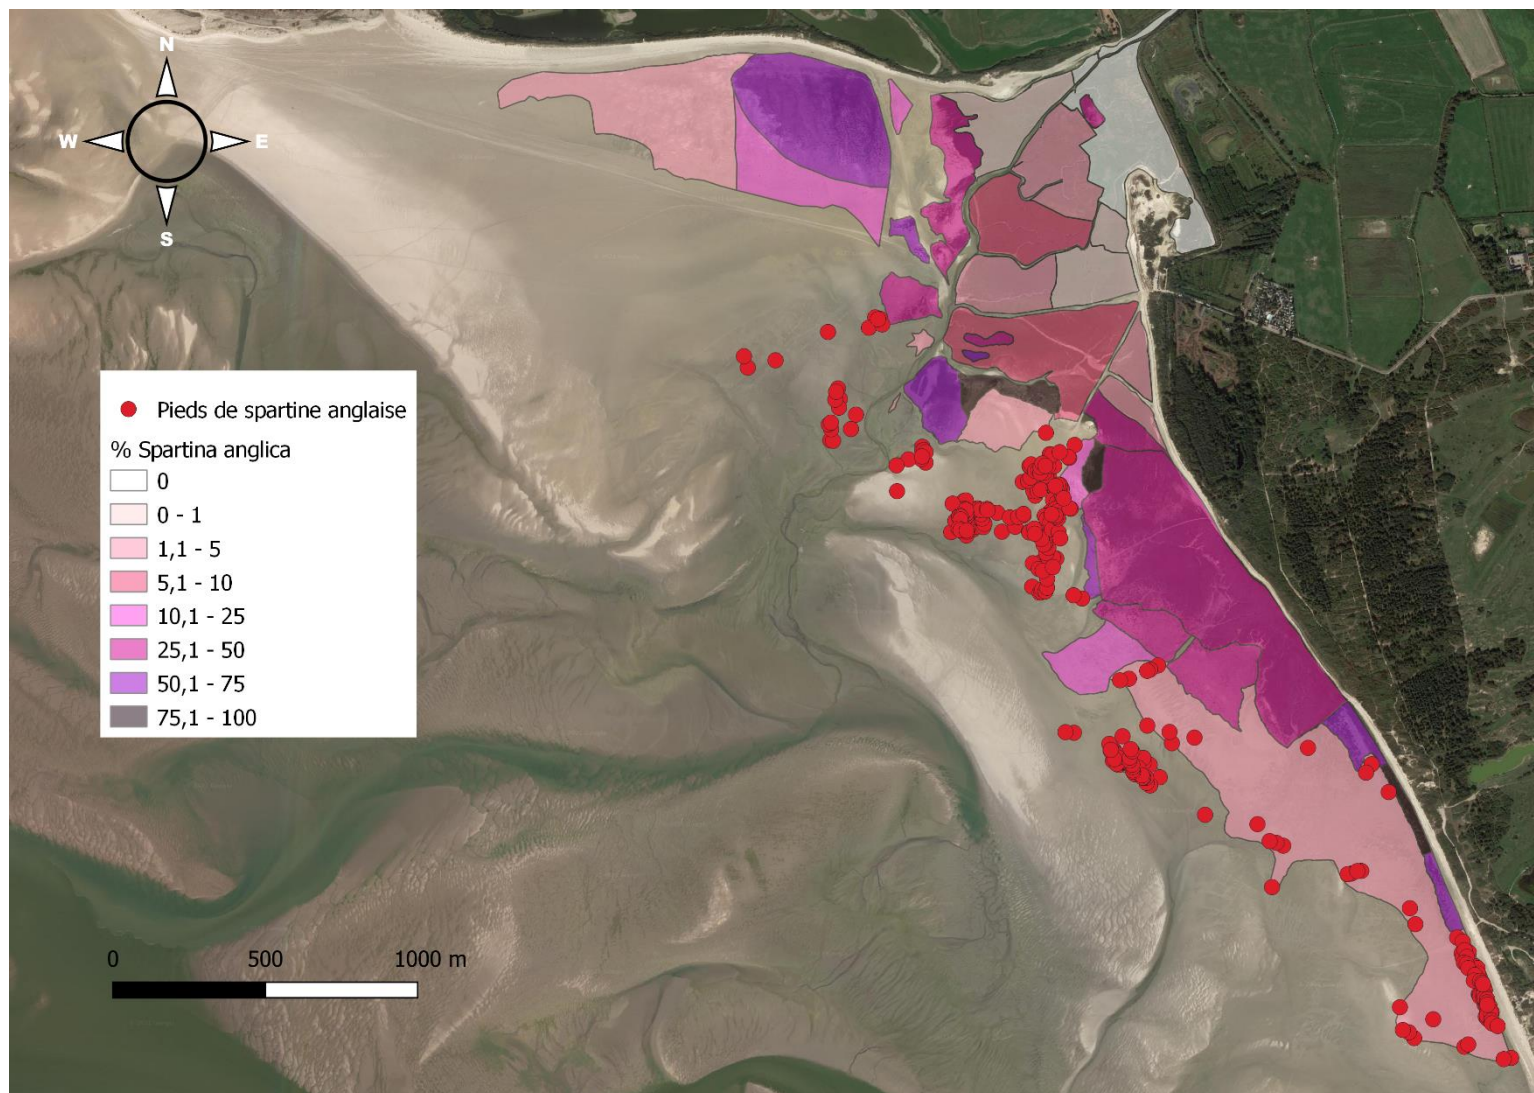 N
W E
S
Pieds de spartine anglaise
% Spartina anglica
0
0 - 1
1,1 - 5
5,1 - 10
10,1 - 25
25,1 - 50
50,1 - 75
75,1 - 100
0 500 1000 m